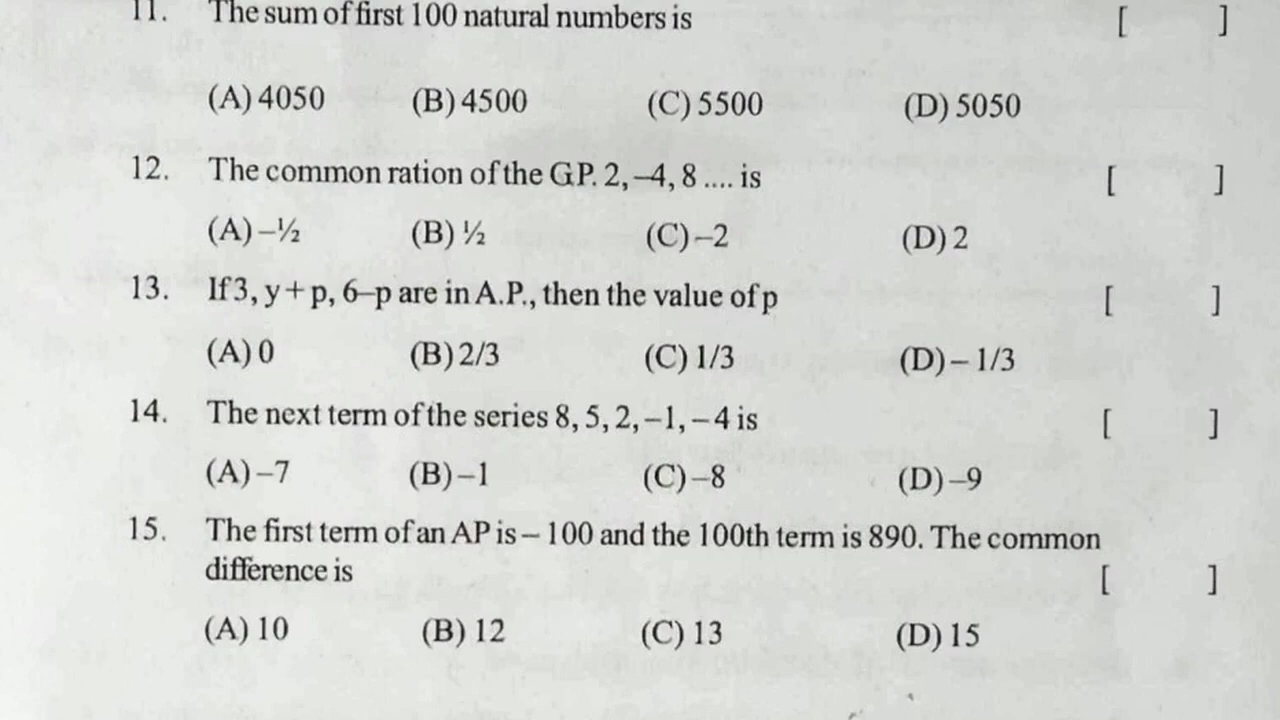 11. The sum of first 100 natural numbers is [ ]
(A) 4050 (B) 4500 (C) 5500 (D) 5050
12. The common ration of the G.P. 2, –4, 8 .... is [ ]
(A) –½ (B) ½ (C) –2 (D) 2
13. If 3, y+p, 6–p are in A.P., then the value of p [ ]
(A) 0 (B) 2/3 (C) 1/3 (D) – 1/3
14. The next term of the series 8, 5, 2, –1, – 4 is [ ]
(A) –7 (B) –1 (C) –8 (D) –9
15. The first term of an AP is – 100 and the 100th term is 890. The common
difference is [ ]
(A) 10 (B) 12 (C) 13 (D) 15